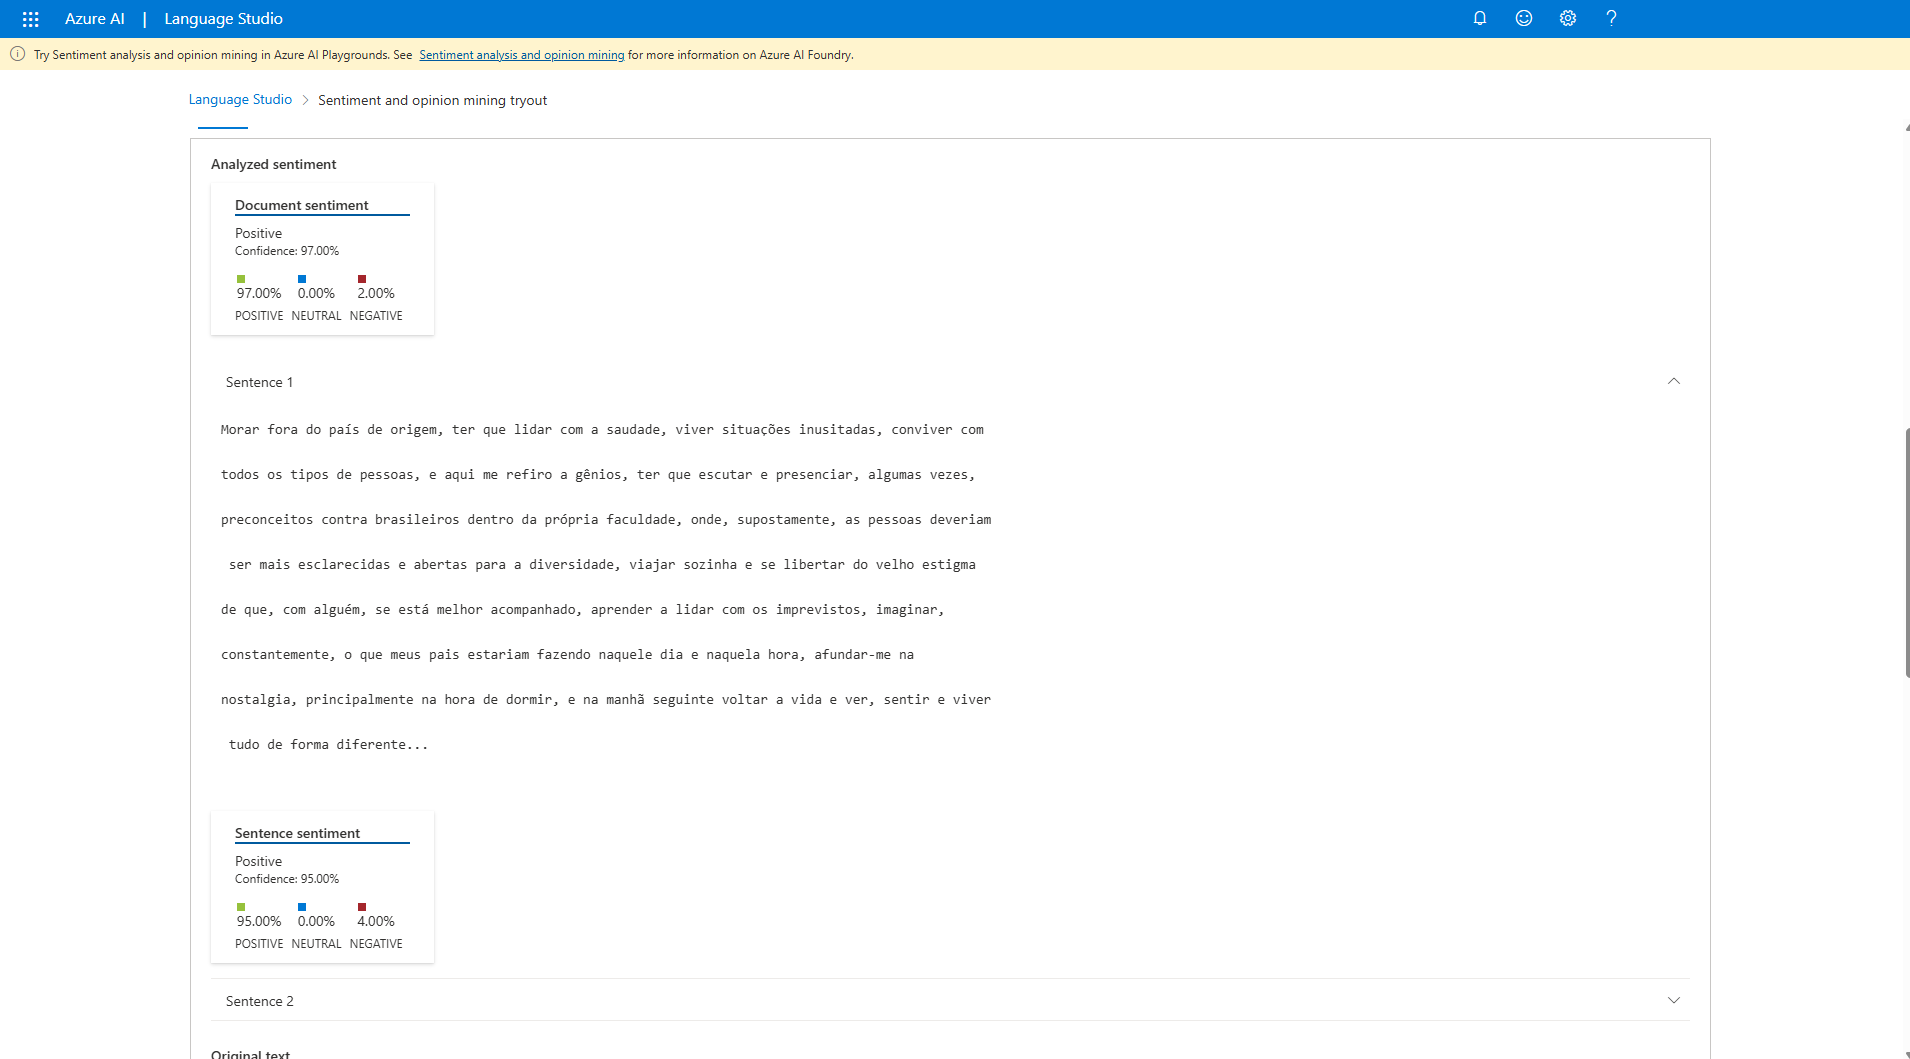 Azure AI | Language Studio
Try Sentiment analysis and opinion mining in Azure AI Playgrounds. See Sentiment analysis and opinion mining for more information on Azure AI Foundry.
Language Studio > Sentiment and opinion mining tryout
Analyzed sentiment
Document sentiment
Positive
Confidence: 97.00%
97.00% 0.00% 2.00%
POSITIVE NEUTRAL NEGATIVE
Sentence 1
Morar fora do país de origem, ter que lidar com a saudade, viver situações inusitadas, conviver com
todos os tipos de pessoas, e aqui me refiro a gênios, ter que escutar e presenciar, algumas vezes,
preconceitos contra brasileiros dentro da própria faculdade, onde, supostamente, as pessoas deveriam
ser mais esclarecidas e abertas para a diversidade, viajar sozinha e se libertar do velho estigma
de que, com alguém, se está melhor acompanhado, aprender a lidar com os imprevistos, imaginar,
constantemente, o que meus pais estariam fazendo naquele dia e naquela hora, afundar-me na
nostalgia, principalmente na hora de dormir, e na manhã seguinte voltar a vida e ver, sentir e viver
tudo de forma diferente...
Sentence sentiment
Positive
Confidence: 95.00%
95.00% 0.00% 4.00%
POSITIVE NEUTRAL NEGATIVE
Sentence 2
Original text